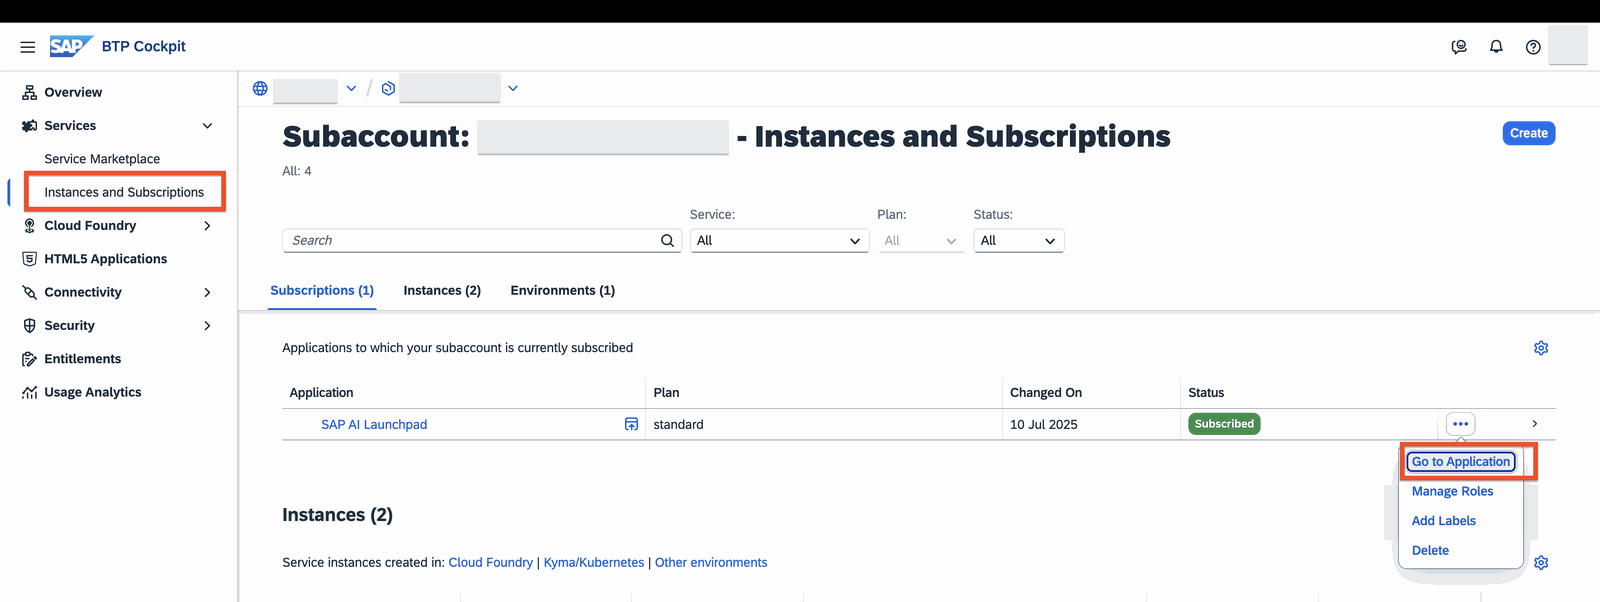 SAP BTP Cockpit
Overview
Services
Service Marketplace
Instances and Subscriptions
Cloud Foundry
HTML5 Applications
Connectivity
Security
Entitlements
Usage Analytics
/
Subaccount: - Instances and Subscriptions
Create
All: 4
Service: Plan: Status:
Search All All All
Subscriptions (1) Instances (2) Environments (1)
Applications to which your subaccount is currently subscribed
Application Plan Changed On Status
SAP AI Launchpad standard 10 Jul 2025 Subscribed
Go to Application
Manage Roles
Add Labels
Delete
Instances (2)
Service instances created in: Cloud Foundry | Kyma/Kubernetes | Other environments